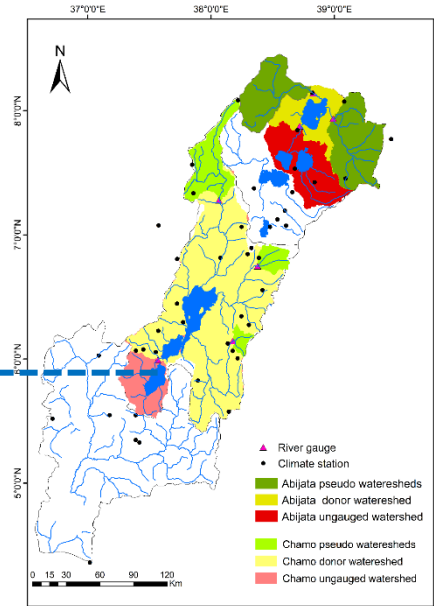 37°0'0"E 38°0'0"E 39°0'0"E
N
8°0'0"N
7°0'0"N
6°0'0"N
5°0'0"N
River gauge
Climate station
Abijata pseudo wateresheds
Abijata donor watereshed
Abijata ungauged watershed
Chamo pseudo wateresheds
Chamo donor watershed
Chamo ungauged watershed
0 15 30 60 90 120
Km